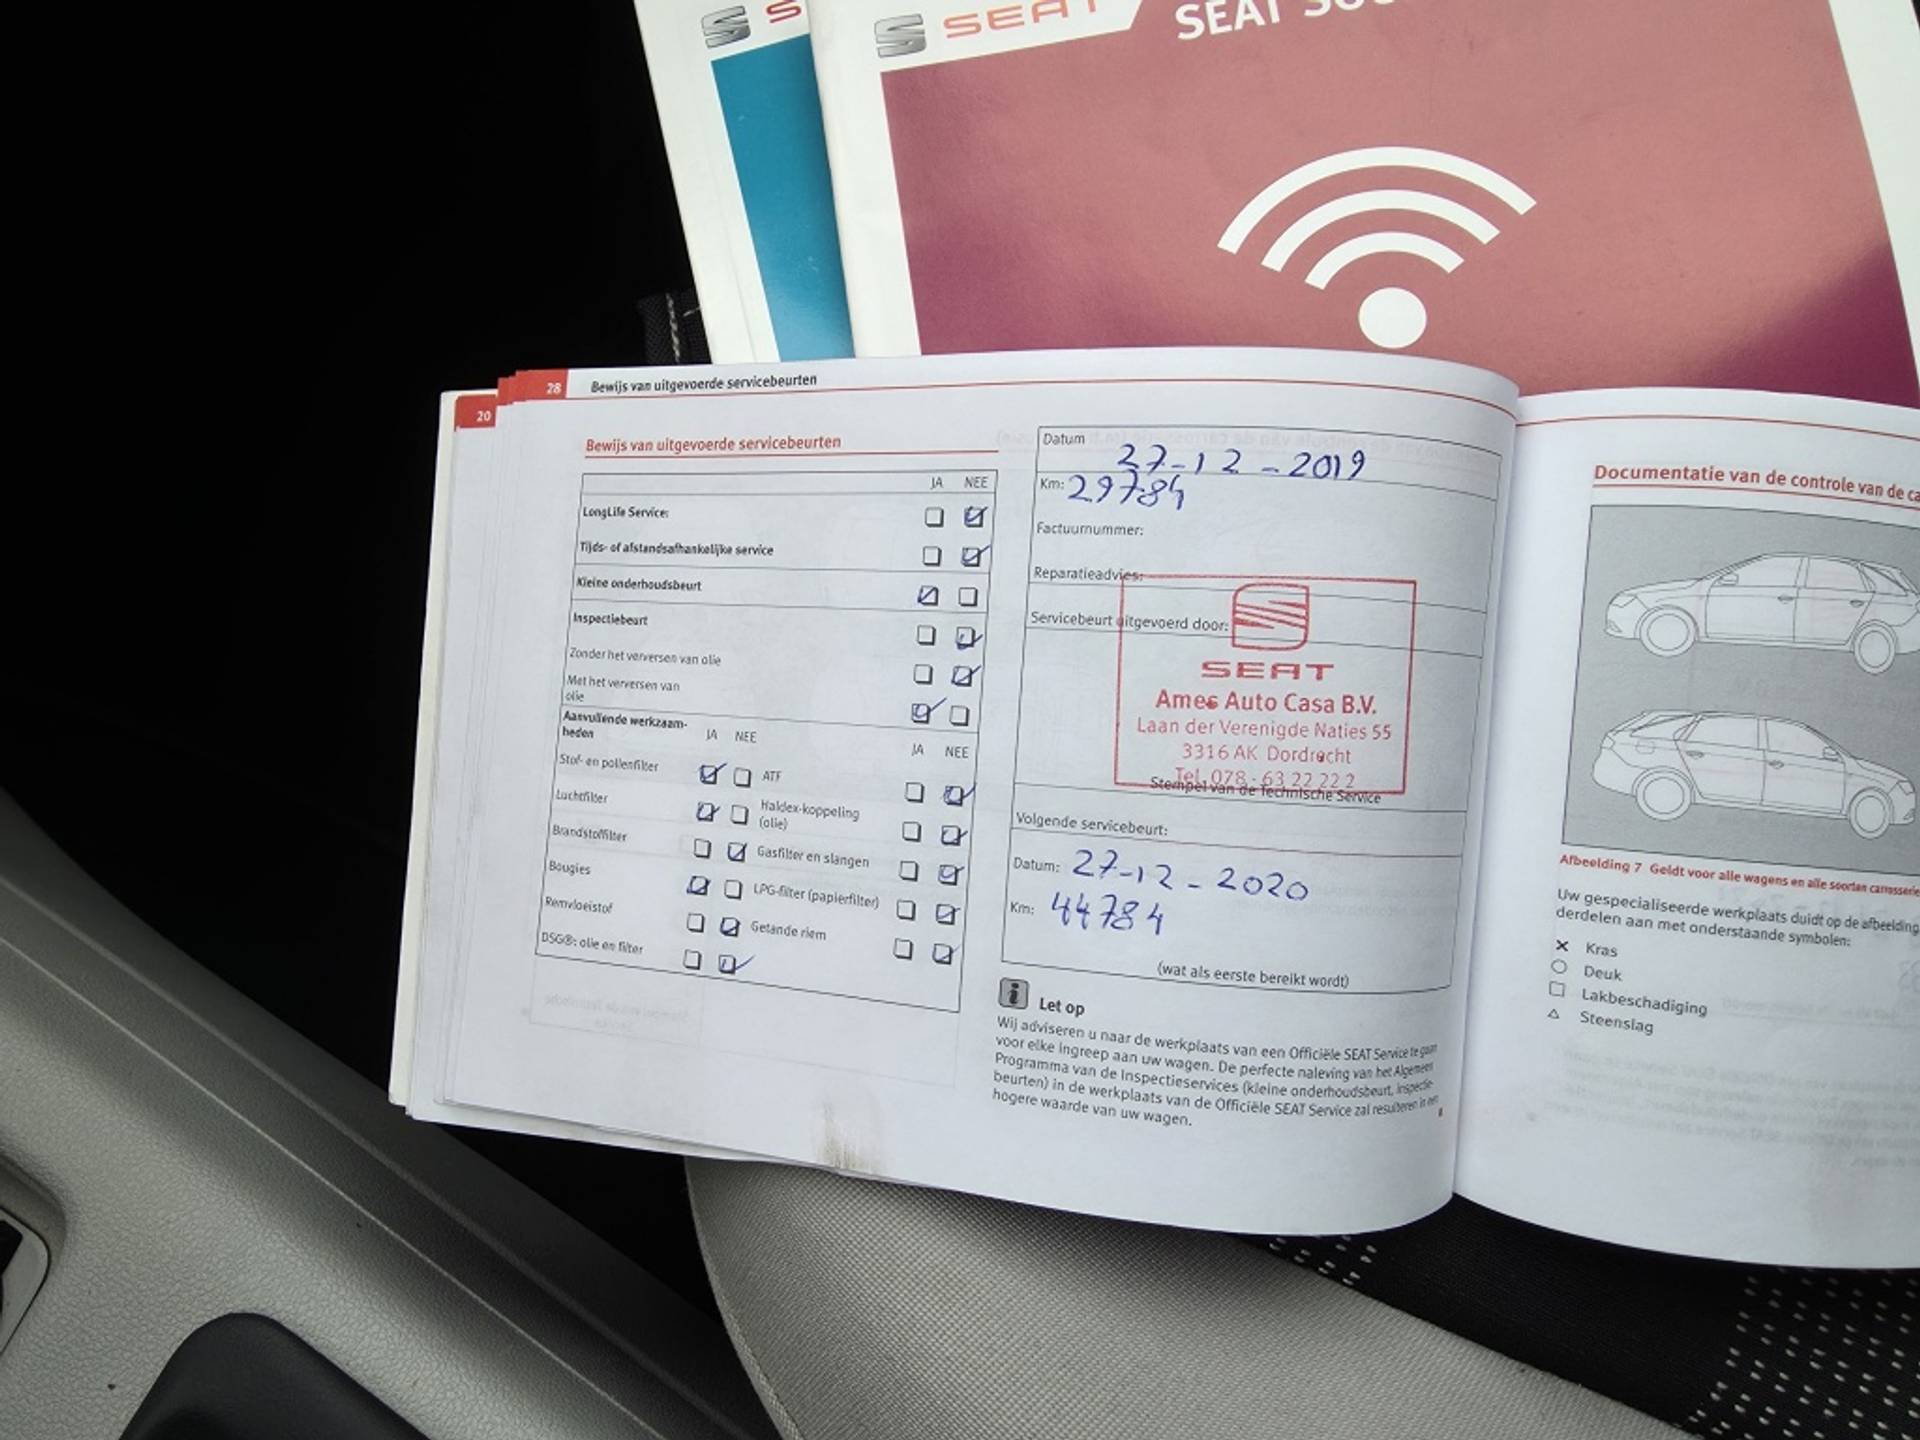 SEAT
SEAT
28 Bewijs van uitgevoerde servicebeurten
20
Bewijs van uitgevoerde servicebeurten
JA NEE
LongLife Service:
Tijds- of afstandsafhankelijke service
Kleine onderhoudsbeurt
Inspectiebeurt
Zonder het verversen van olie
Met het verversen van
olie
Aanvullende werkzaam-
heden
JA NEE
JA NEE
Stof- en pollenfilter
ATF
Luchtfilter
Haldex-koppeling
(olie)
Brandstoffilter
Gasfilter en slangen
Bougies
LPG-filter (papierfilter)
Remvloeistof
Getande riem
DSG®: olie en filter
Datum
27-12-2019
Km: 29784
Factuurnummer:
Reparatieadvies:
Servicebeurt uitgevoerd door:
SEAT
Ames Auto Casa B.V.
Laan der Verenigde Naties 55
3316 AK Dordrecht
Tel. 078 - 63 22 22 2
Stempel van de Technische Service
Volgende servicebeurt:
Datum: 27-12-2020
Km: 44784
(wat als eerste bereikt wordt)
Let op
Wij adviseren u naar de werkplaats van een Officiële SEAT Service te gaan
voor elke ingreep aan uw wagen. De perfecte naleving van het Algemeen
Programma van de Inspectieservices (kleine onderhoudsbeurt, inspectie-
beurten) in de werkplaats van de Officiële SEAT Service zal resulteren in een
hogere waarde van uw wagen.
Documentatie van de controle van de
Afbeelding 7 Geldt voor alle wagens en alle soorten carrosserie
Uw gespecialiseerde werkplaats duidt op de afbeelding
derdelen aan met onderstaande symbolen:
Kras
Deuk
Lakbeschadiging
Steenslag